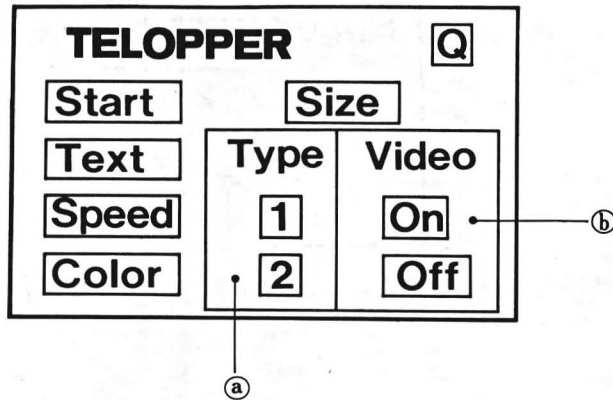 TELOPPER Q
Start Size
Text Type Video
Speed 1 On ⓑ
Color 2 Off
ⓐ